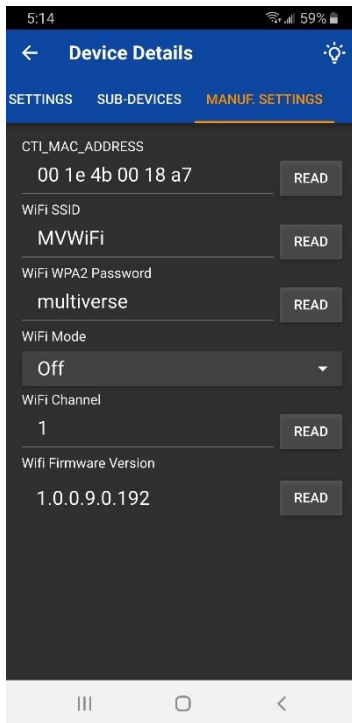 5:14
59%
Device Details
SETTINGS SUB-DEVICES MANUF. SETTINGS
CTI_MAC_ADDRESS
00 1e 4b 00 18 a7 READ
WiFi SSID
MVWiFi READ
WiFi WPA2 Password
multiverse READ
WiFi Mode
Off
WiFi Channel
1 READ
Wifi Firmware Version
1.0.0.9.0.192 READ